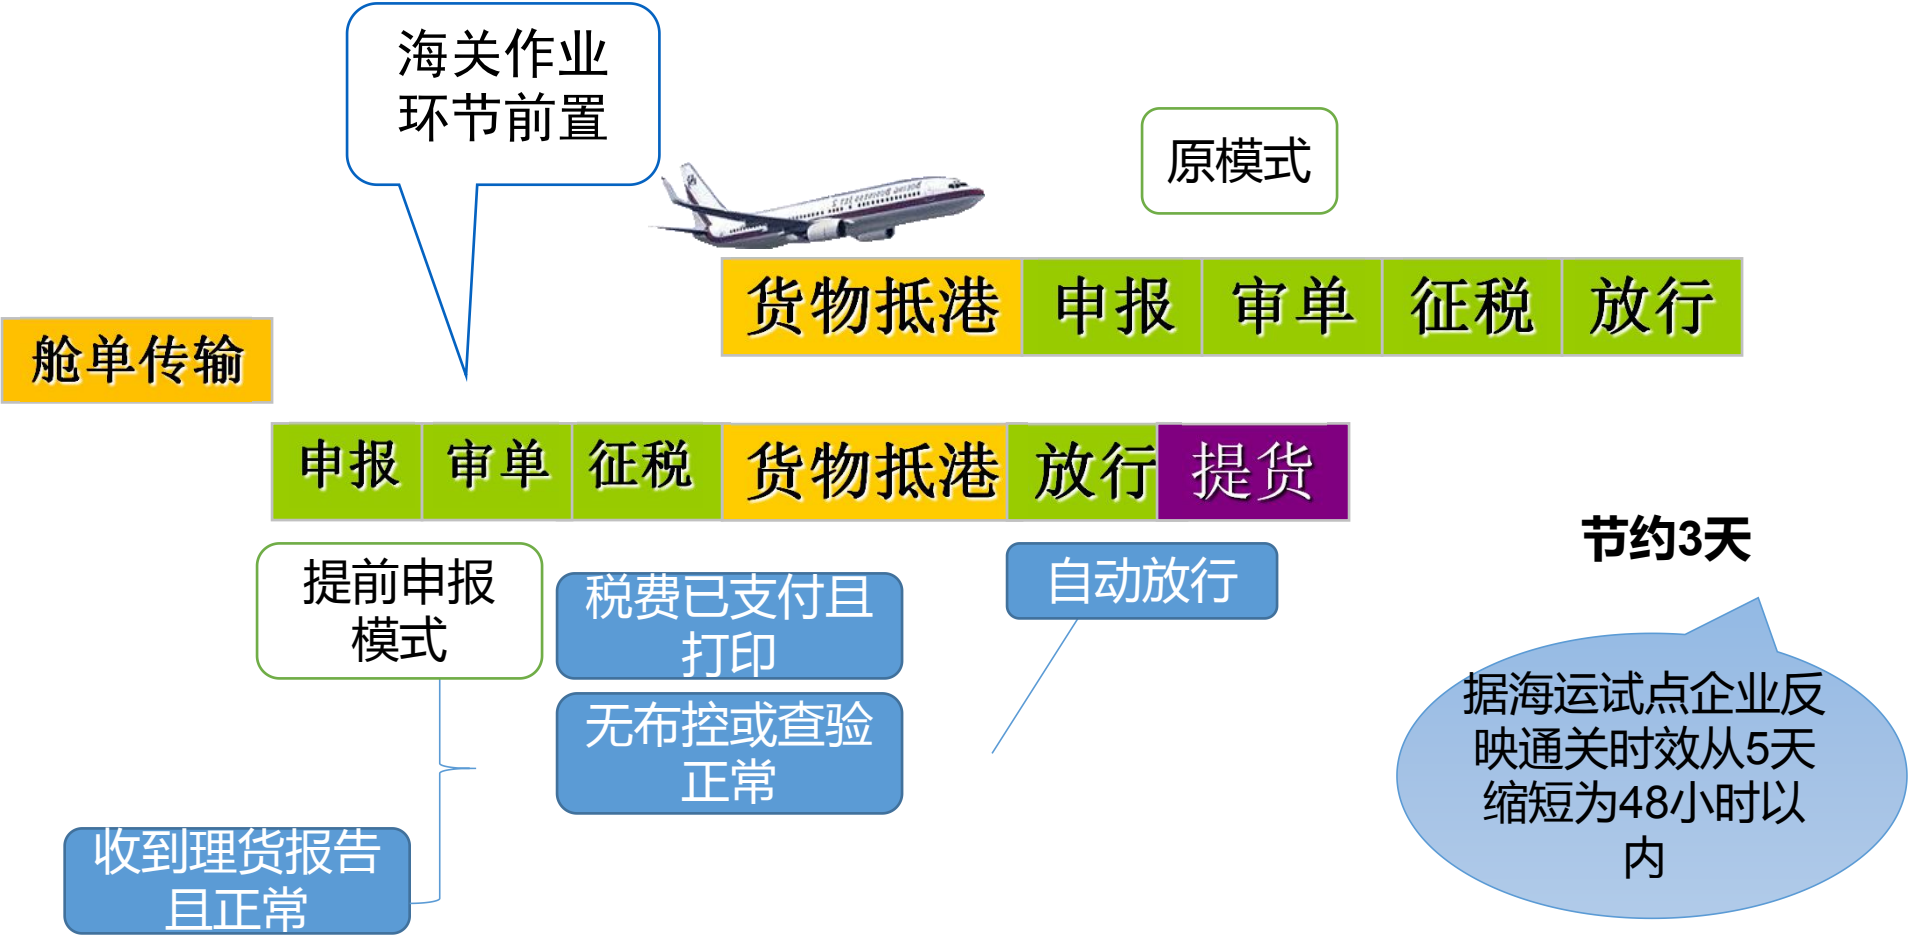 海关作业
环节前置
原模式
货物抵港 申报 审单 征税 放行
舱单传输
申报 审单 征税 货物抵港 放行 提货
节约3天
提前申报
模式
税费已支付且
打印
自动放行
无布控或查验
正常
据海运试点企业反
映通关时效从5天
缩短为48小时以
内
收到理货报告
且正常